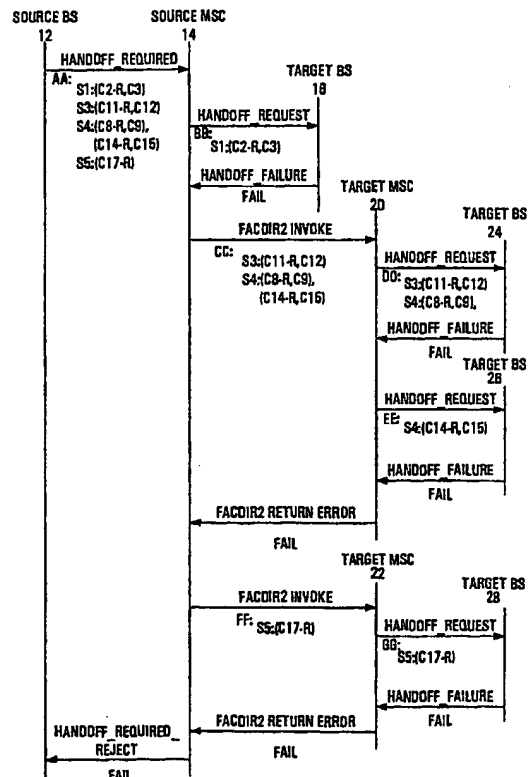 SOURCE BS
12
SOURCE MSC
14
HANDOFF_REQUIRED
AA:
S1:(C2-R,C3)
S3:(C11-R,C12)
S4:(C8-R,C9),
(C14-R,C15)
S5:(C17-R)
TARGET BS
18
HANDOFF_REQUEST
BB:
S1:(C2-R,C3)
HANDOFF_FAILURE
FAIL
TARGET MSC
20
FACDIR2 INVOKE
CC:
S3:(C11-R,C12)
S4:(C8-R,C9),
(C14-R,C15)
TARGET BS
24
HANDOFF_REQUEST
DD:
S3:(C11-R,C12)
S4:(C8-R,C9),
HANDOFF_FAILURE
FAIL
TARGET BS
26
HANDOFF_REQUEST
EE:
S4:(C14-R,C15)
HANDOFF_FAILURE
FAIL
FACDIR2 RETURN ERROR
FAIL
TARGET MSC
22
FACDIR2 INVOKE
FF:
S5:(C17-R)
TARGET BS
28
HANDOFF_REQUEST
GG:
S5:(C17-R)
HANDOFF_FAILURE
FAIL
FACDIR2 RETURN ERROR
FAIL
HANDOFF_REQUIRED_
REJECT
FAIL